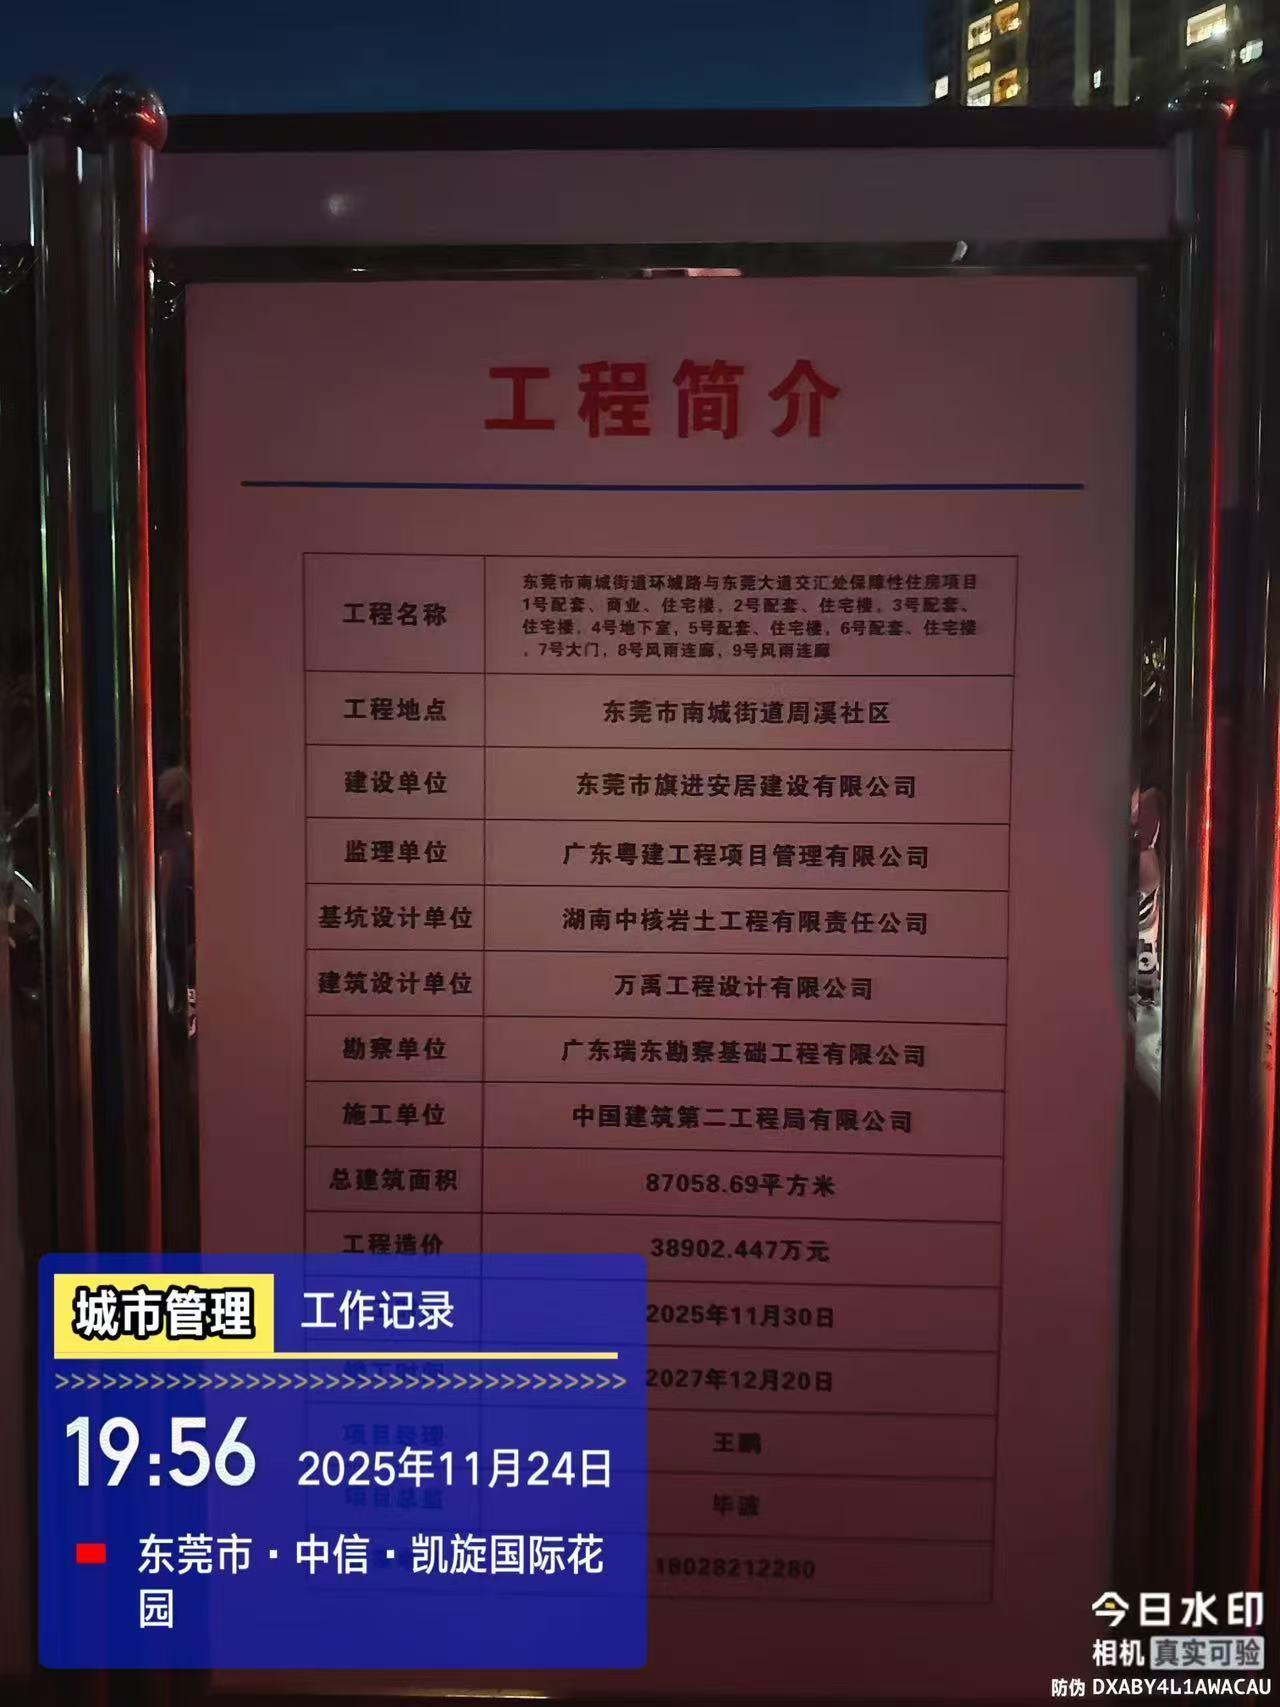 工程简介
工程名称
东莞市南城街道环城路与东莞大道交汇处保障性住房项目
1号配套、商业、住宅楼，2号配套、住宅楼，3号配套、
住宅楼，4号地下室，5号配套、住宅楼，6号配套、住宅楼
，7号大门，8号风雨连廊，9号风雨连廊
工程地点 东莞市南城街道周溪社区
建设单位 东莞市旗进安居建设有限公司
监理单位 广东粤建工程项目管理有限公司
基坑设计单位 湖南中核岩土工程有限责任公司
建筑设计单位 万禹工程设计有限公司
勘察单位 广东瑞东勘察基础工程有限公司
施工单位 中国建筑第二工程局有限公司
总建筑面积 87058.69平方米
工程造价 38902.447万元
2025年11月30日
竣工时间 2027年12月20日
项目经理 王鹏
项目总监 毕波
18028212280
城市管理 工作记录
>>>>>>>>>>>>>>>>>>>>>>>>>>>>>>>>>>>>
19:56 2025年11月24日
东莞市·中信·凯旋国际花
园
今日水印
相机 真实可验
防伪 DXABY4L1AWACAU